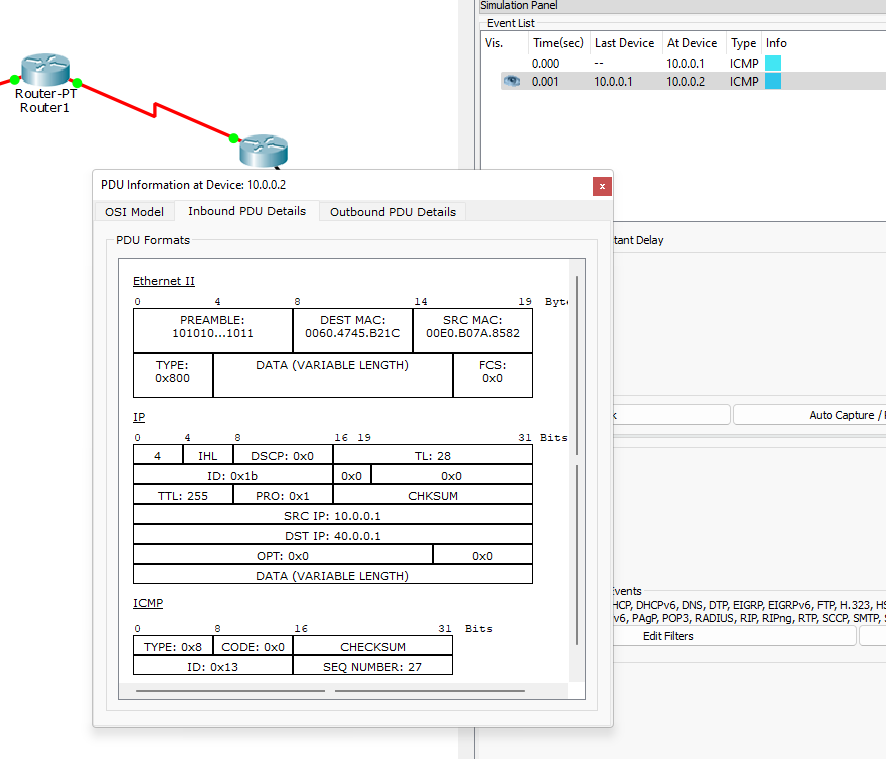 Simulation Panel
Event List
Vis. Time(sec) Last Device At Device Type Info
0.000 -- 10.0.0.1 ICMP
0.001 10.0.0.1 10.0.0.2 ICMP
Router-PT
Router1
PDU Information at Device: 10.0.0.2
x
OSI Model Inbound PDU Details Outbound PDU Details
PDU Formats
tant Delay
Ethernet II
0 4 8 14 19 Byte
PREAMBLE: DEST MAC: SRC MAC:
101010...1011 0060.4745.B21C 00E0.B07A.8582
TYPE: DATA (VARIABLE LENGTH) FCS:
0x800 0x0
IP
k Auto Capture /
0 4 8 16 19 31 Bits
4 IHL DSCP: 0x0 TL: 28
ID: 0x1b 0x0 0x0
TTL: 255 PRO: 0x1 CHKSUM
SRC IP: 10.0.0.1
DST IP: 40.0.0.1
OPT: 0x0 0x0
DATA (VARIABLE LENGTH)
Events
HCP, DHCPv6, DNS, DTP, EIGRP, EIGRPv6, FTP, H.323, HS
v6, PAgP, POP3, RADIUS, RIP, RIPng, RTP, SCCP, SMTP,
Edit Filters
ICMP
0 8 16 31 Bits
TYPE: 0x8 CODE: 0x0 CHECKSUM
ID: 0x13 SEQ NUMBER: 27